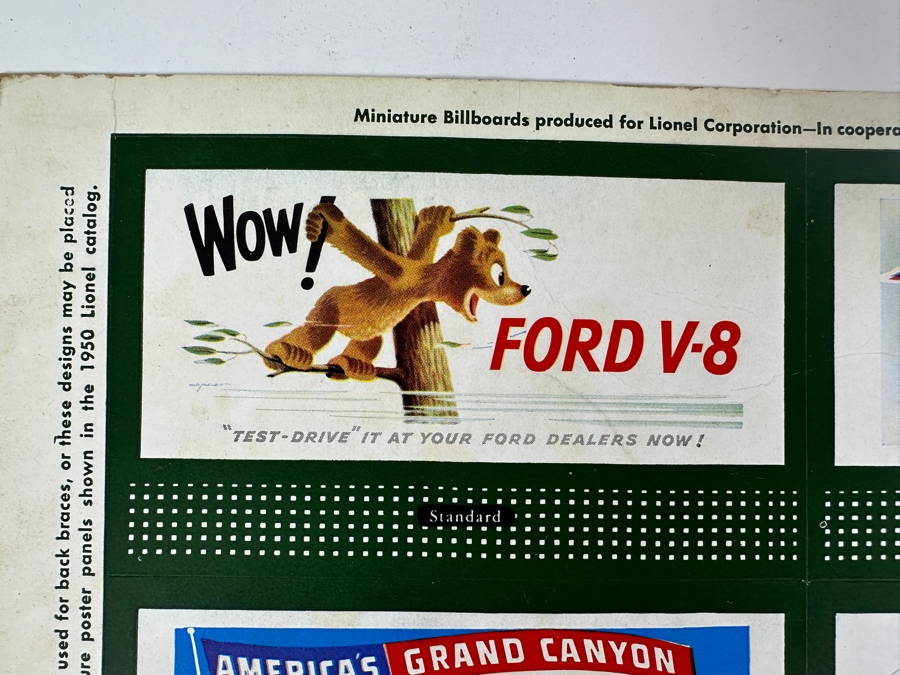 Miniature Billboards produced for Lionel Corporation—In coopera
used for back braces, or these designs may be placed
ure poster panels shown in the 1950 Lionel catalog.
WOW!
FORD V-8
"TEST-DRIVE" IT AT YOUR FORD DEALERS NOW!
Standard
AMERICA'S GRAND CANYON